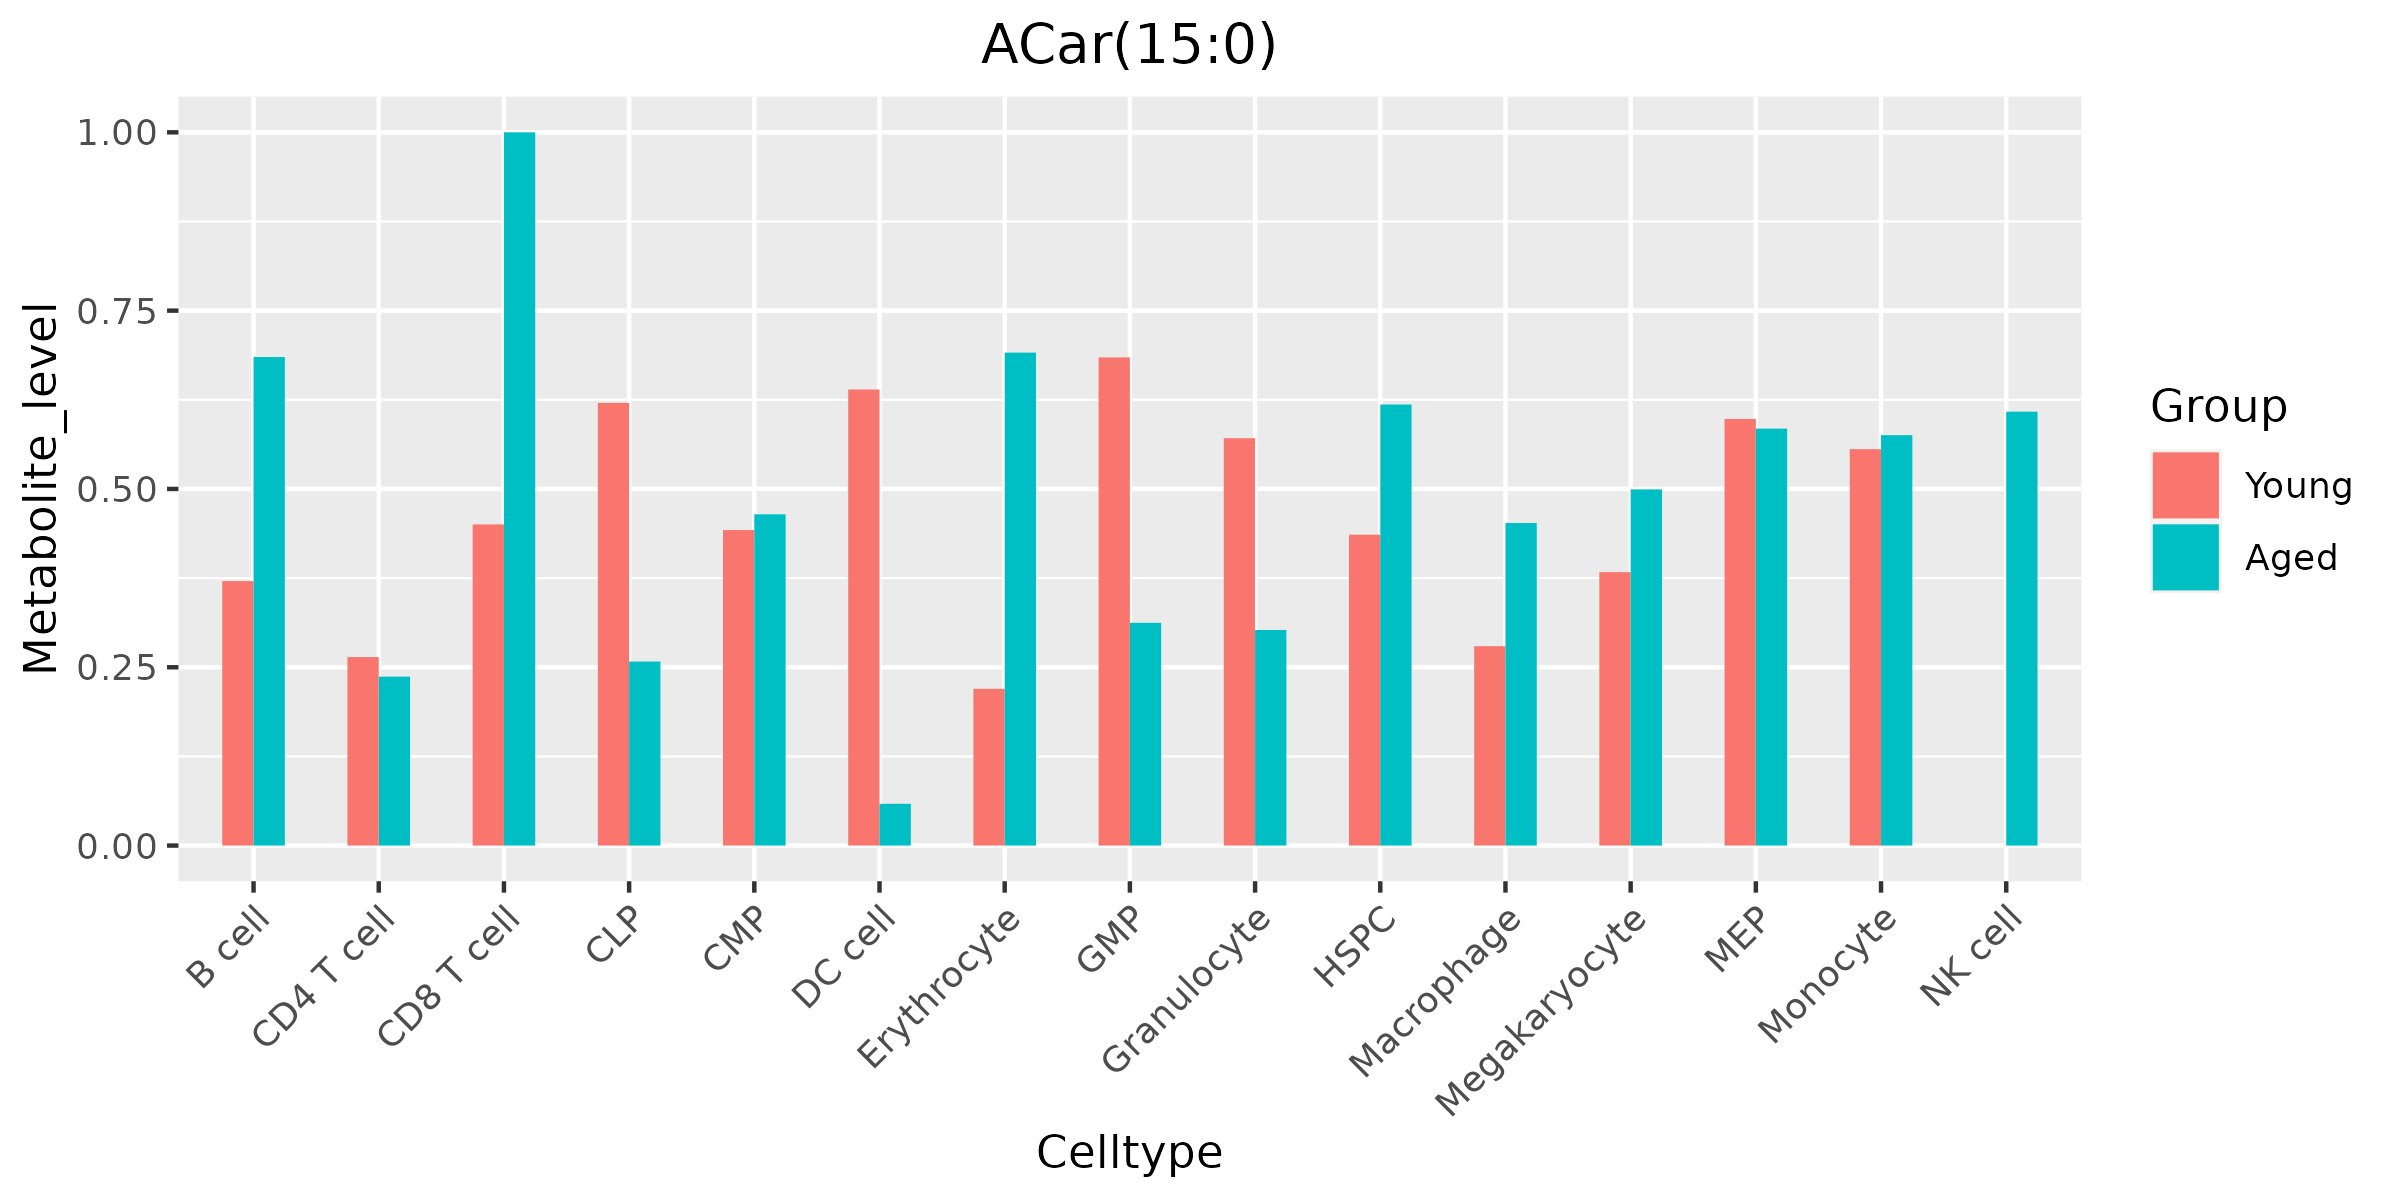 ACar(15:0)
Metabolite_level
1.00
0.75
0.50
0.25
0.00
B cell
CD4 T cell
CD8 T cell
CLP
CMP
DC cell
Erythrocyte
GMP
Granulocyte
HSPC
Macrophage
Megakaryocyte
MEP
Monocyte
NK cell
Celltype
Group
Young
Aged